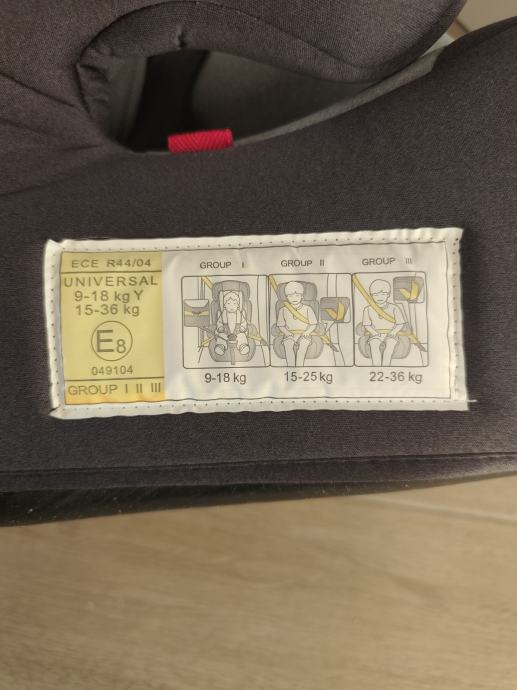 ECE R44/04
UNIVERSAL
9-18 kg Y
15-36 kg
E8
049104
GROUP I II III
GROUP I
GROUP II
GROUP III
9-18 kg
15-25 kg
22-36 kg